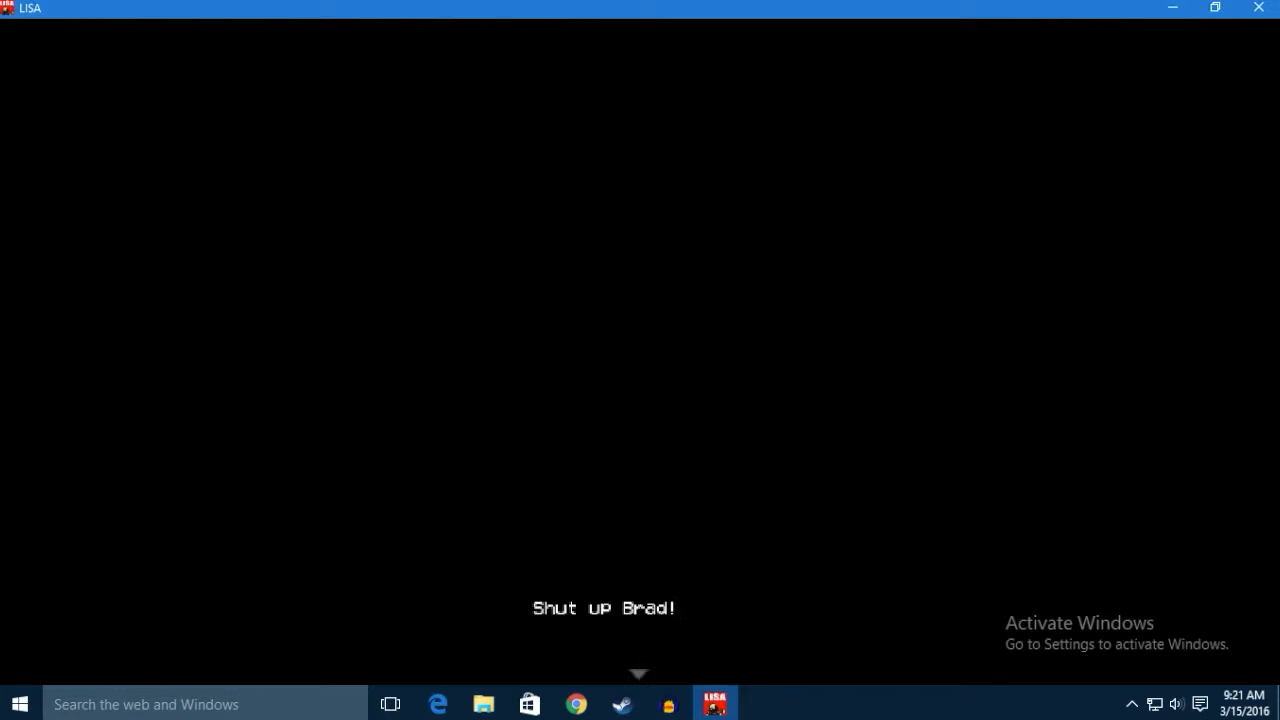 LISA
Shut up Brad!
Activate Windows
Go to Settings to activate Windows.
Search the web and Windows
LISA
9:21 AM
3/15/2016